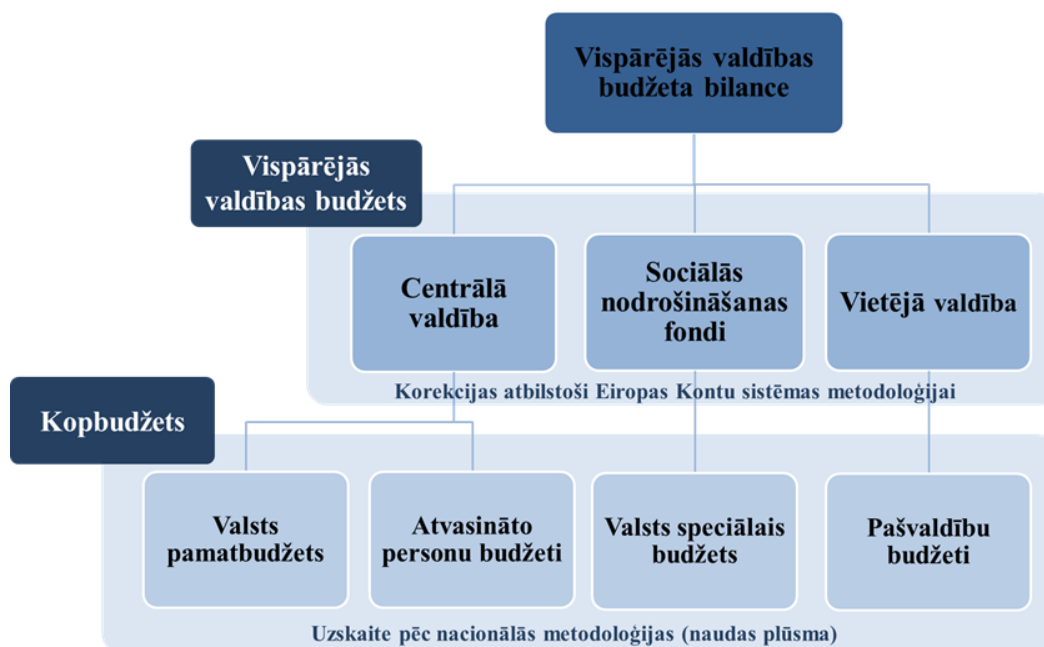 Vispārējās valdības
budžeta bilance
Vispārējās
valdības budžets
Centrālā
valdība
Sociālās
nodrošināšanas
fondi
Vietējā valdība
Korekcijas atbilstoši Eiropas Kontu sistēmas metodoloģijai
Kopbudžets
Valsts
pamatbudžets
Atvasināto
personu budžeti
Valsts speciālais
budžets
Pašvaldību
budžeti
Uzskaite pēc nacionālās metodoloģijas (naudas plūsma)